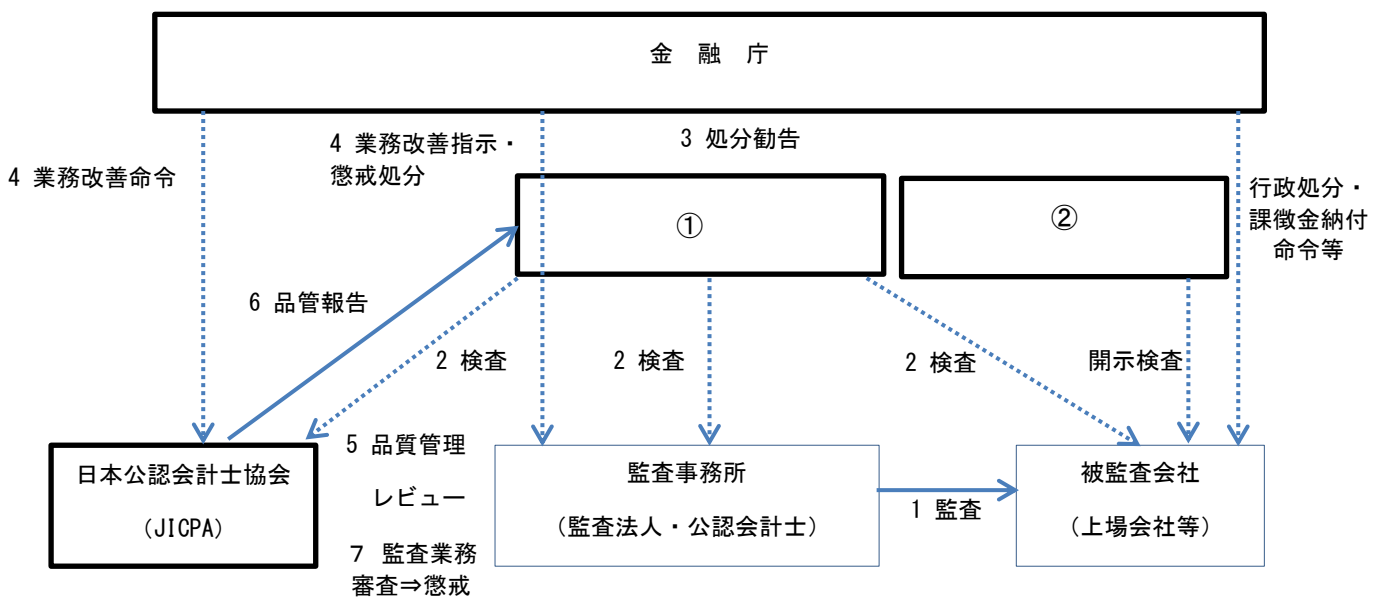 金　融　庁
4 業務改善指示・
懲戒処分
3 処分勧告
4 業務改善命令
行政処分・
課徴金納付
命令等
①
②
6 品管報告
2 検査
2 検査
2 検査
開示検査
5 品質管理
レビュー
7 監査業務
審査⇒懲戒
日本公認会計士協会
（JICPA）
監査事務所
（監査法人・公認会計士）
1 監査
被監査会社
（上場会社等）